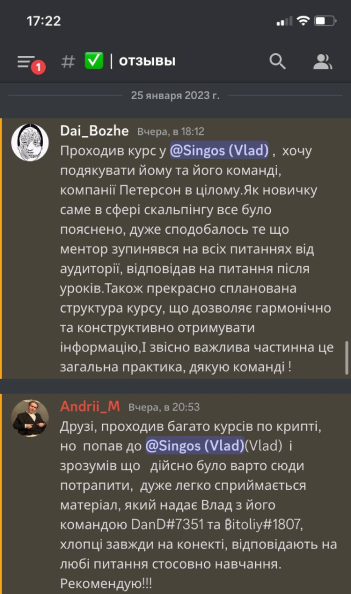 17:22
1
# ✅ | отзывы
25 января 2023 г.
Dai_Bozhe Вчера, в 18:12
Проходив курс у @Singos (Vlad) , хочу
подякувати йому та його команді,
компанії Петерсон в цілому.Як новичку
саме в сфері скальпінгу все було
пояснено, дуже сподобалось те що
ментор зупинявся на всіх питаннях від
аудиторії, відповідав на питання після
уроків.Також прекрасно спланована
структура курсу, що дозволяє гармонічно
та конструктивно отримувати
інформацію,І звісно важлива частинна це
загальна практика, дякую команді !
Andrii_M Вчера, в 20:53
Друзі, проходив багато курсів по крипті,
но попав до @Singos (Vlad)(Vlad) і
зрозумів що дійсно було варто сюди
потрапити, дуже легко сприймається
матеріал, який надає Влад з його
командою DanD#7351 та ₿itoliy#1807,
хлопці завжди на конекті, відповідають на
любі питання стосовно навчання.
Рекомендую!!!